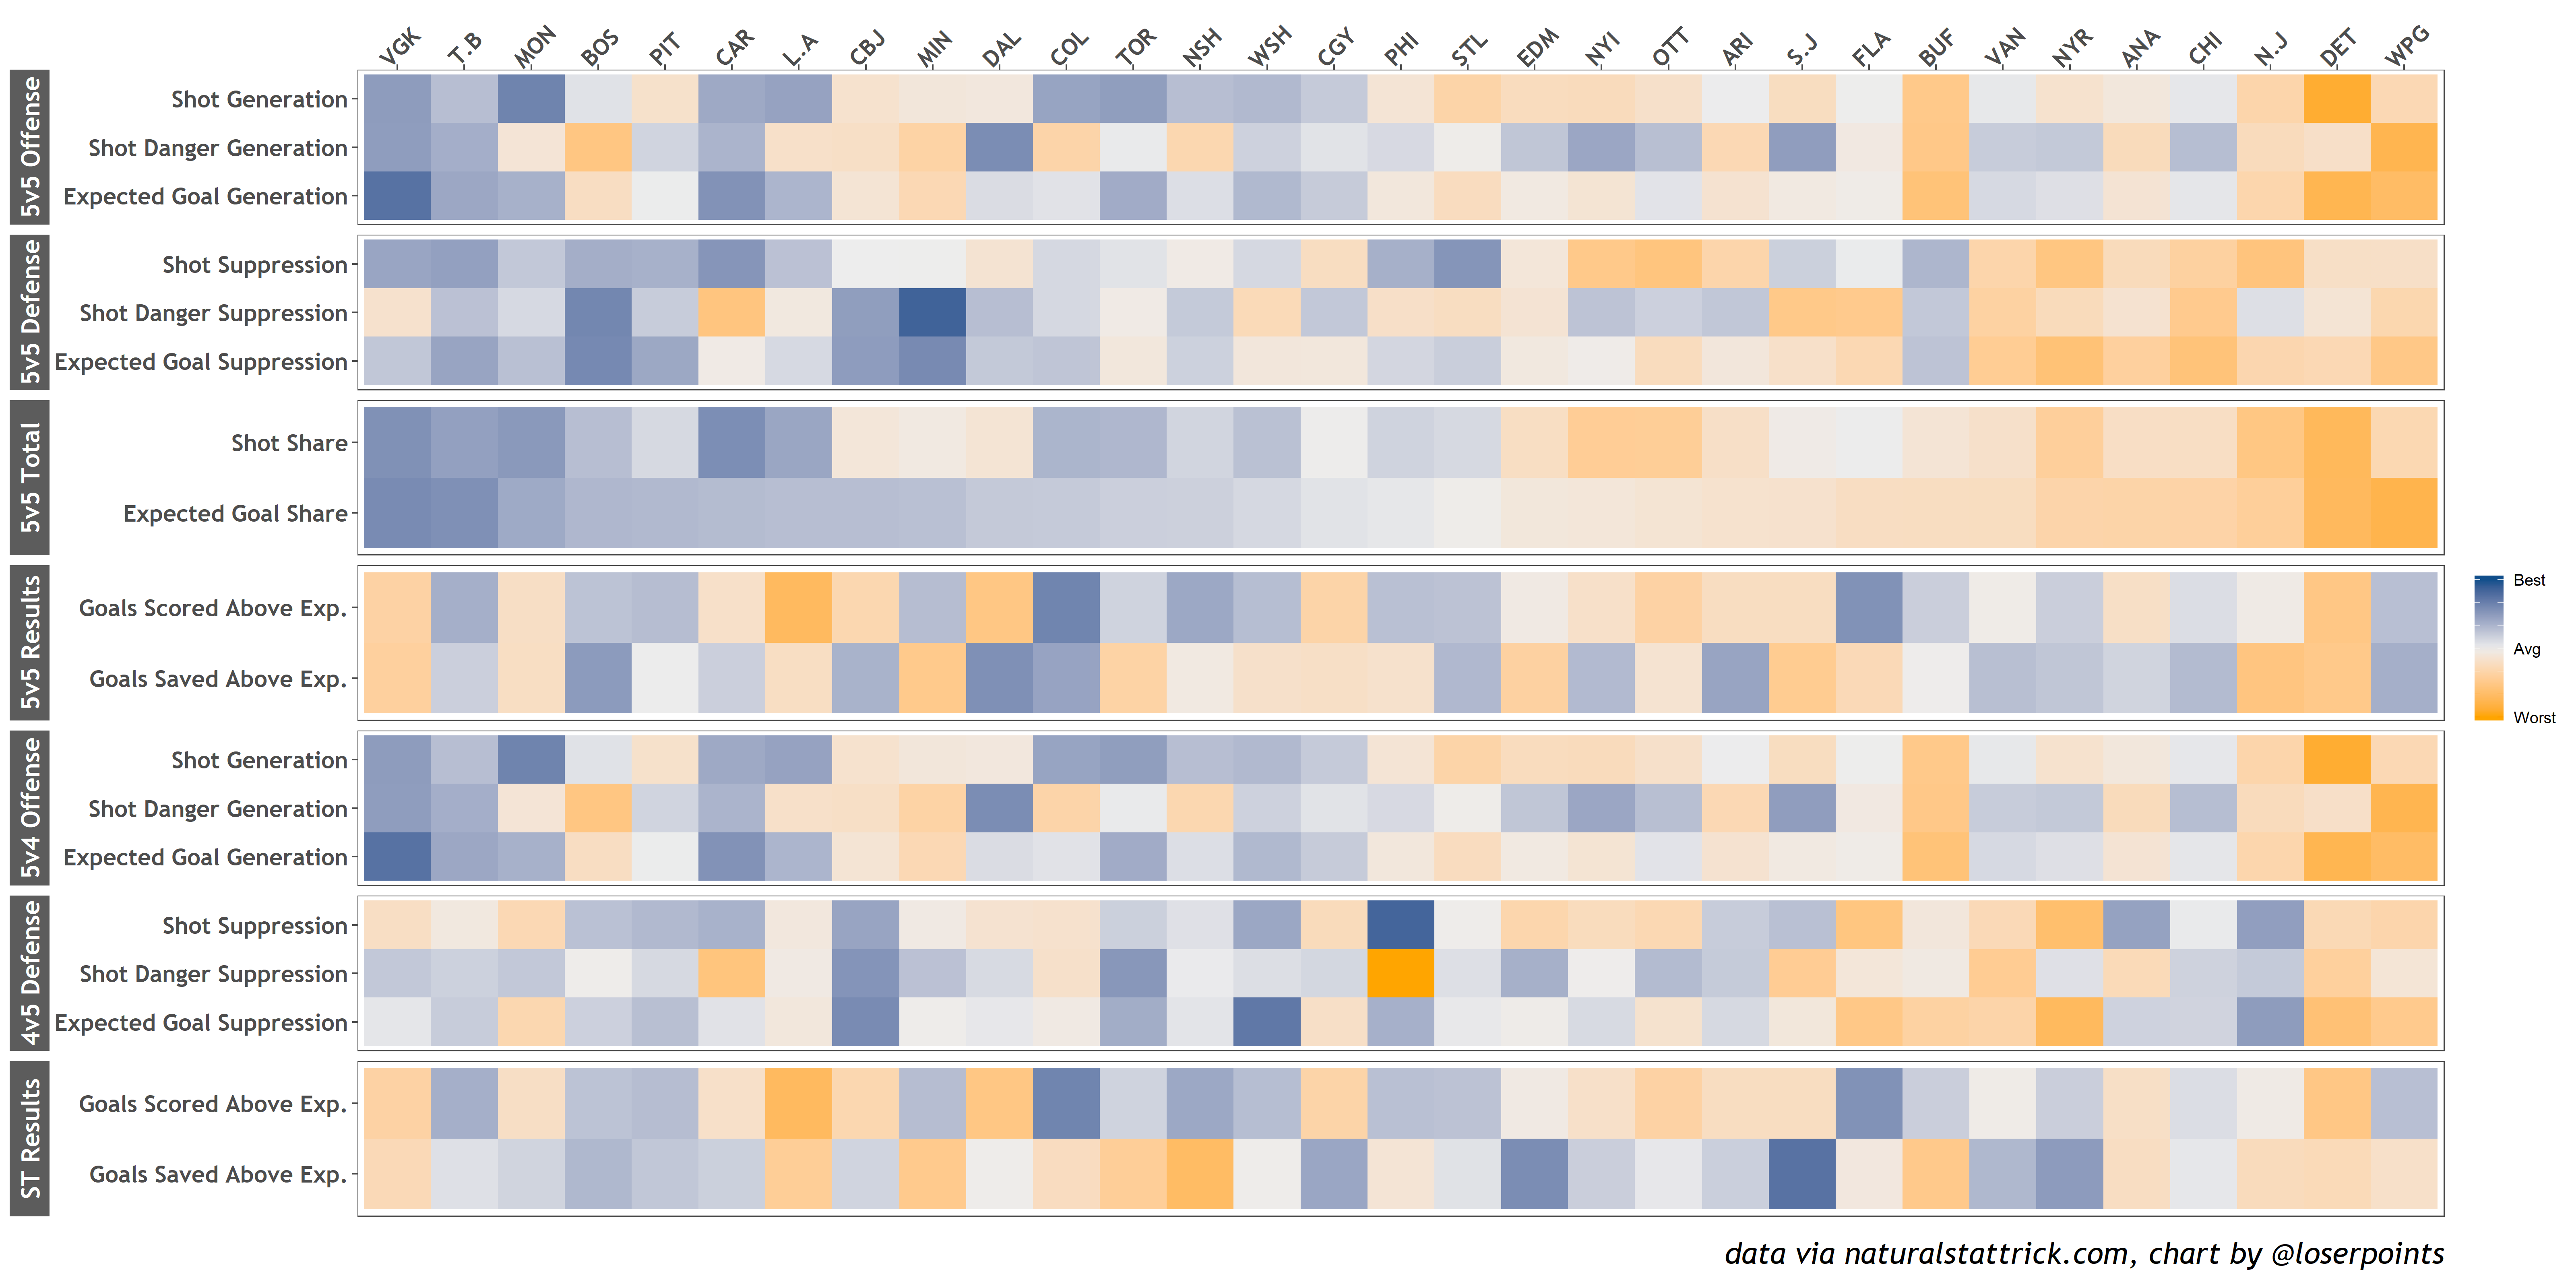 VGK T.B MON BOS PIT CAR L.A CBJ MIN DAL COL TOR NSH WSH CGY PHI STL EDM NYI OTT ARI S.J FLA BUF VAN NYR ANA CHI N.J DET WPG
5v5 Offense
Shot Generation
Shot Danger Generation
Expected Goal Generation
5v5 Defense
Shot Suppression
Shot Danger Suppression
Expected Goal Suppression
5v5 Total
Shot Share
Expected Goal Share
5v5 Results
Goals Scored Above Exp.
Goals Saved Above Exp.
Best
Avg
Worst
5v4 Offense
Shot Generation
Shot Danger Generation
Expected Goal Generation
4v5 Defense
Shot Suppression
Shot Danger Suppression
Expected Goal Suppression
ST Results
Goals Scored Above Exp.
Goals Saved Above Exp.
data via naturalstattrick.com, chart by @loserpoints